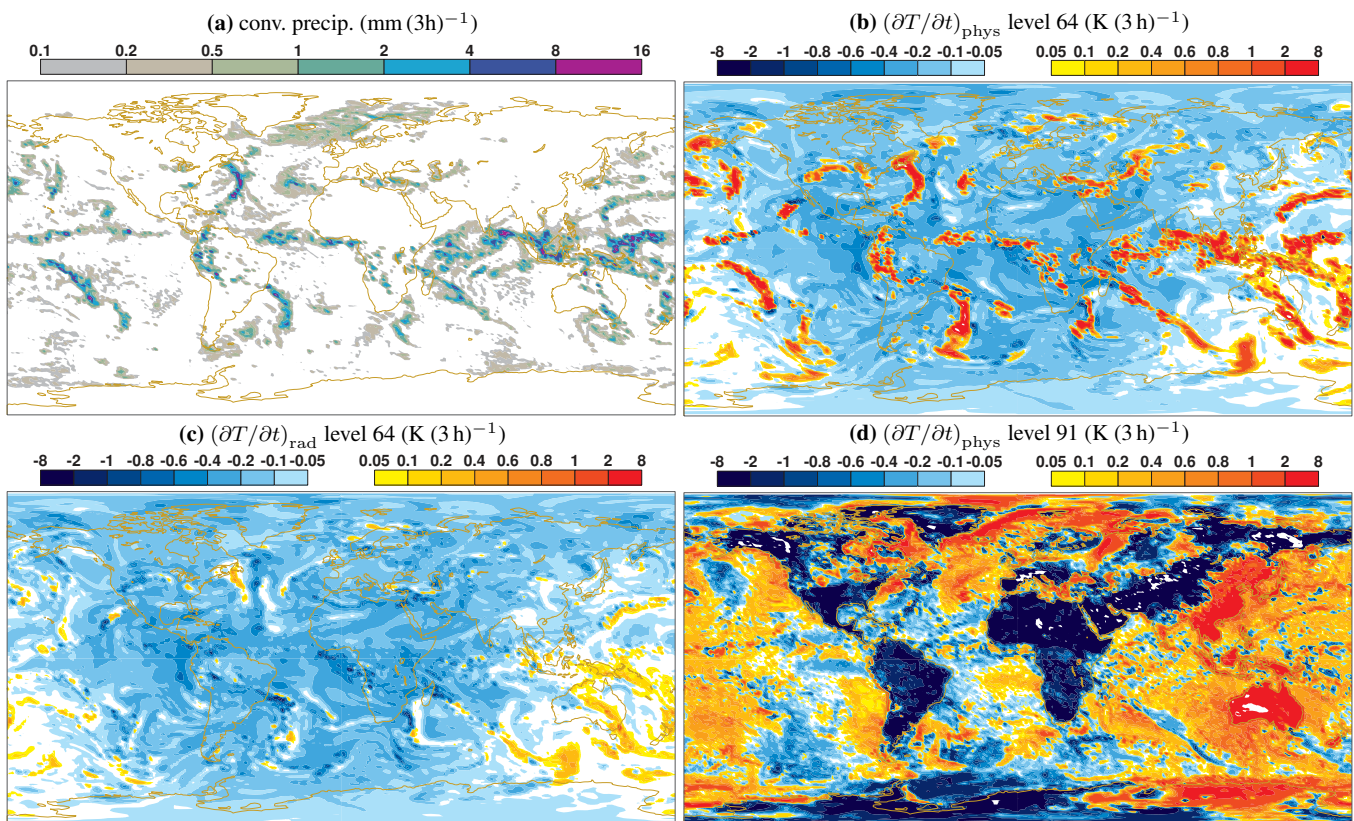 (a) conv. precip. (mm (3h)⁻¹
0.1 0.2 0.5 1 2 4 8 16
(b) (∂T/∂t)phys level 64 (K (3 h)⁻¹
-8 -2 -1 -0.8 -0.6 -0.4 -0.2 -0.1 -0.05 0.05 0.1 0.2 0.4 0.6 0.8 1 2 8
(c) (∂T/∂t)rad level 64 (K (3 h)⁻¹
-8 -2 -1 -0.8 -0.6 -0.4 -0.2 -0.1 -0.05 0.05 0.1 0.2 0.4 0.6 0.8 1 2 8
(d) (∂T/∂t)phys level 91 (K (3 h)⁻¹
-8 -2 -1 -0.8 -0.6 -0.4 -0.2 -0.1 -0.05 0.05 0.1 0.2 0.4 0.6 0.8 1 2 8